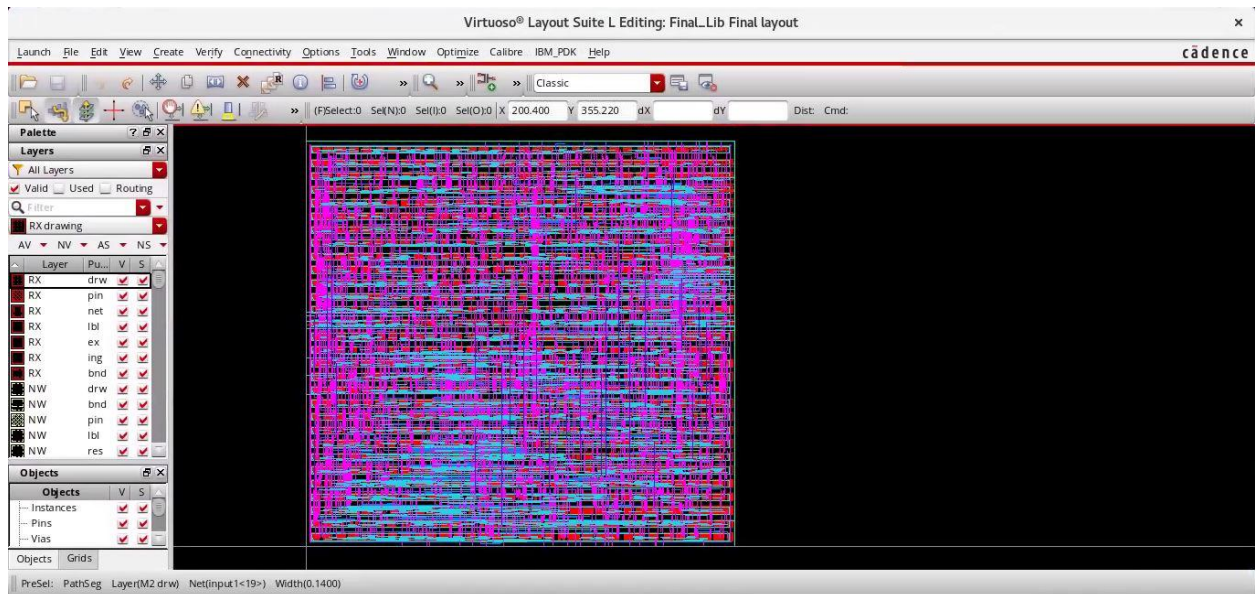 Virtuoso® Layout Suite L Editing: Final_Lib Final layout
×
Launch File Edit View Create Verify Connectivity Options Tools Window Optimize Calibre IBM_PDK Help
cādence
» » » Classic
» (F)Select:0 Sel(N):0 Sel(I):0 Sel(O):0 X 200.400 Y 355.220 dX dY Dist: Cmd:
Palette ? ×
Layers ×
All Layers
Valid Used Routing
Filter
RX drawing
AV NV AS NS
Layer Pu... V S
RX drw
RX pin
RX net
RX lbl
RX ex
RX ing
RX bnd
NW drw
NW bnd
NW pin
NW lbl
NW res
Objects ×
Objects V S
Instances
Pins
Vias
Objects Grids
PreSel: PathSeg Layer(M2 drw) Net(input1<19>) Width(0.1400)